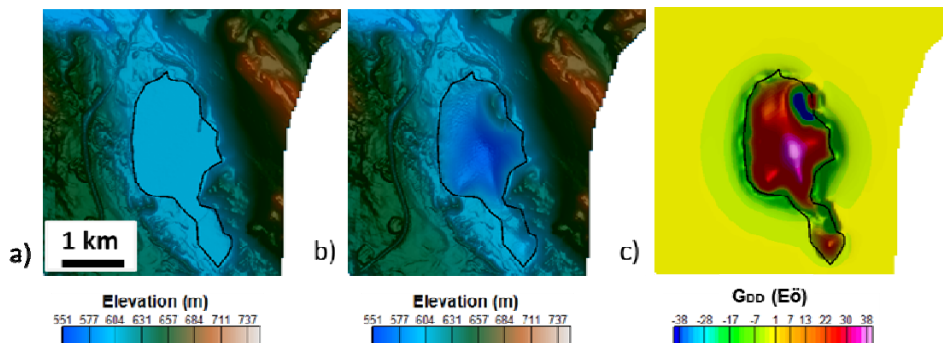 1 km
a) b) c)
Elevation (m) Elevation (m) GDD (Eö)
551 577 604 631 657 684 711 737 551 577 604 631 657 684 711 737 -38 -28 -17 -7 1 7 13 22 30 38